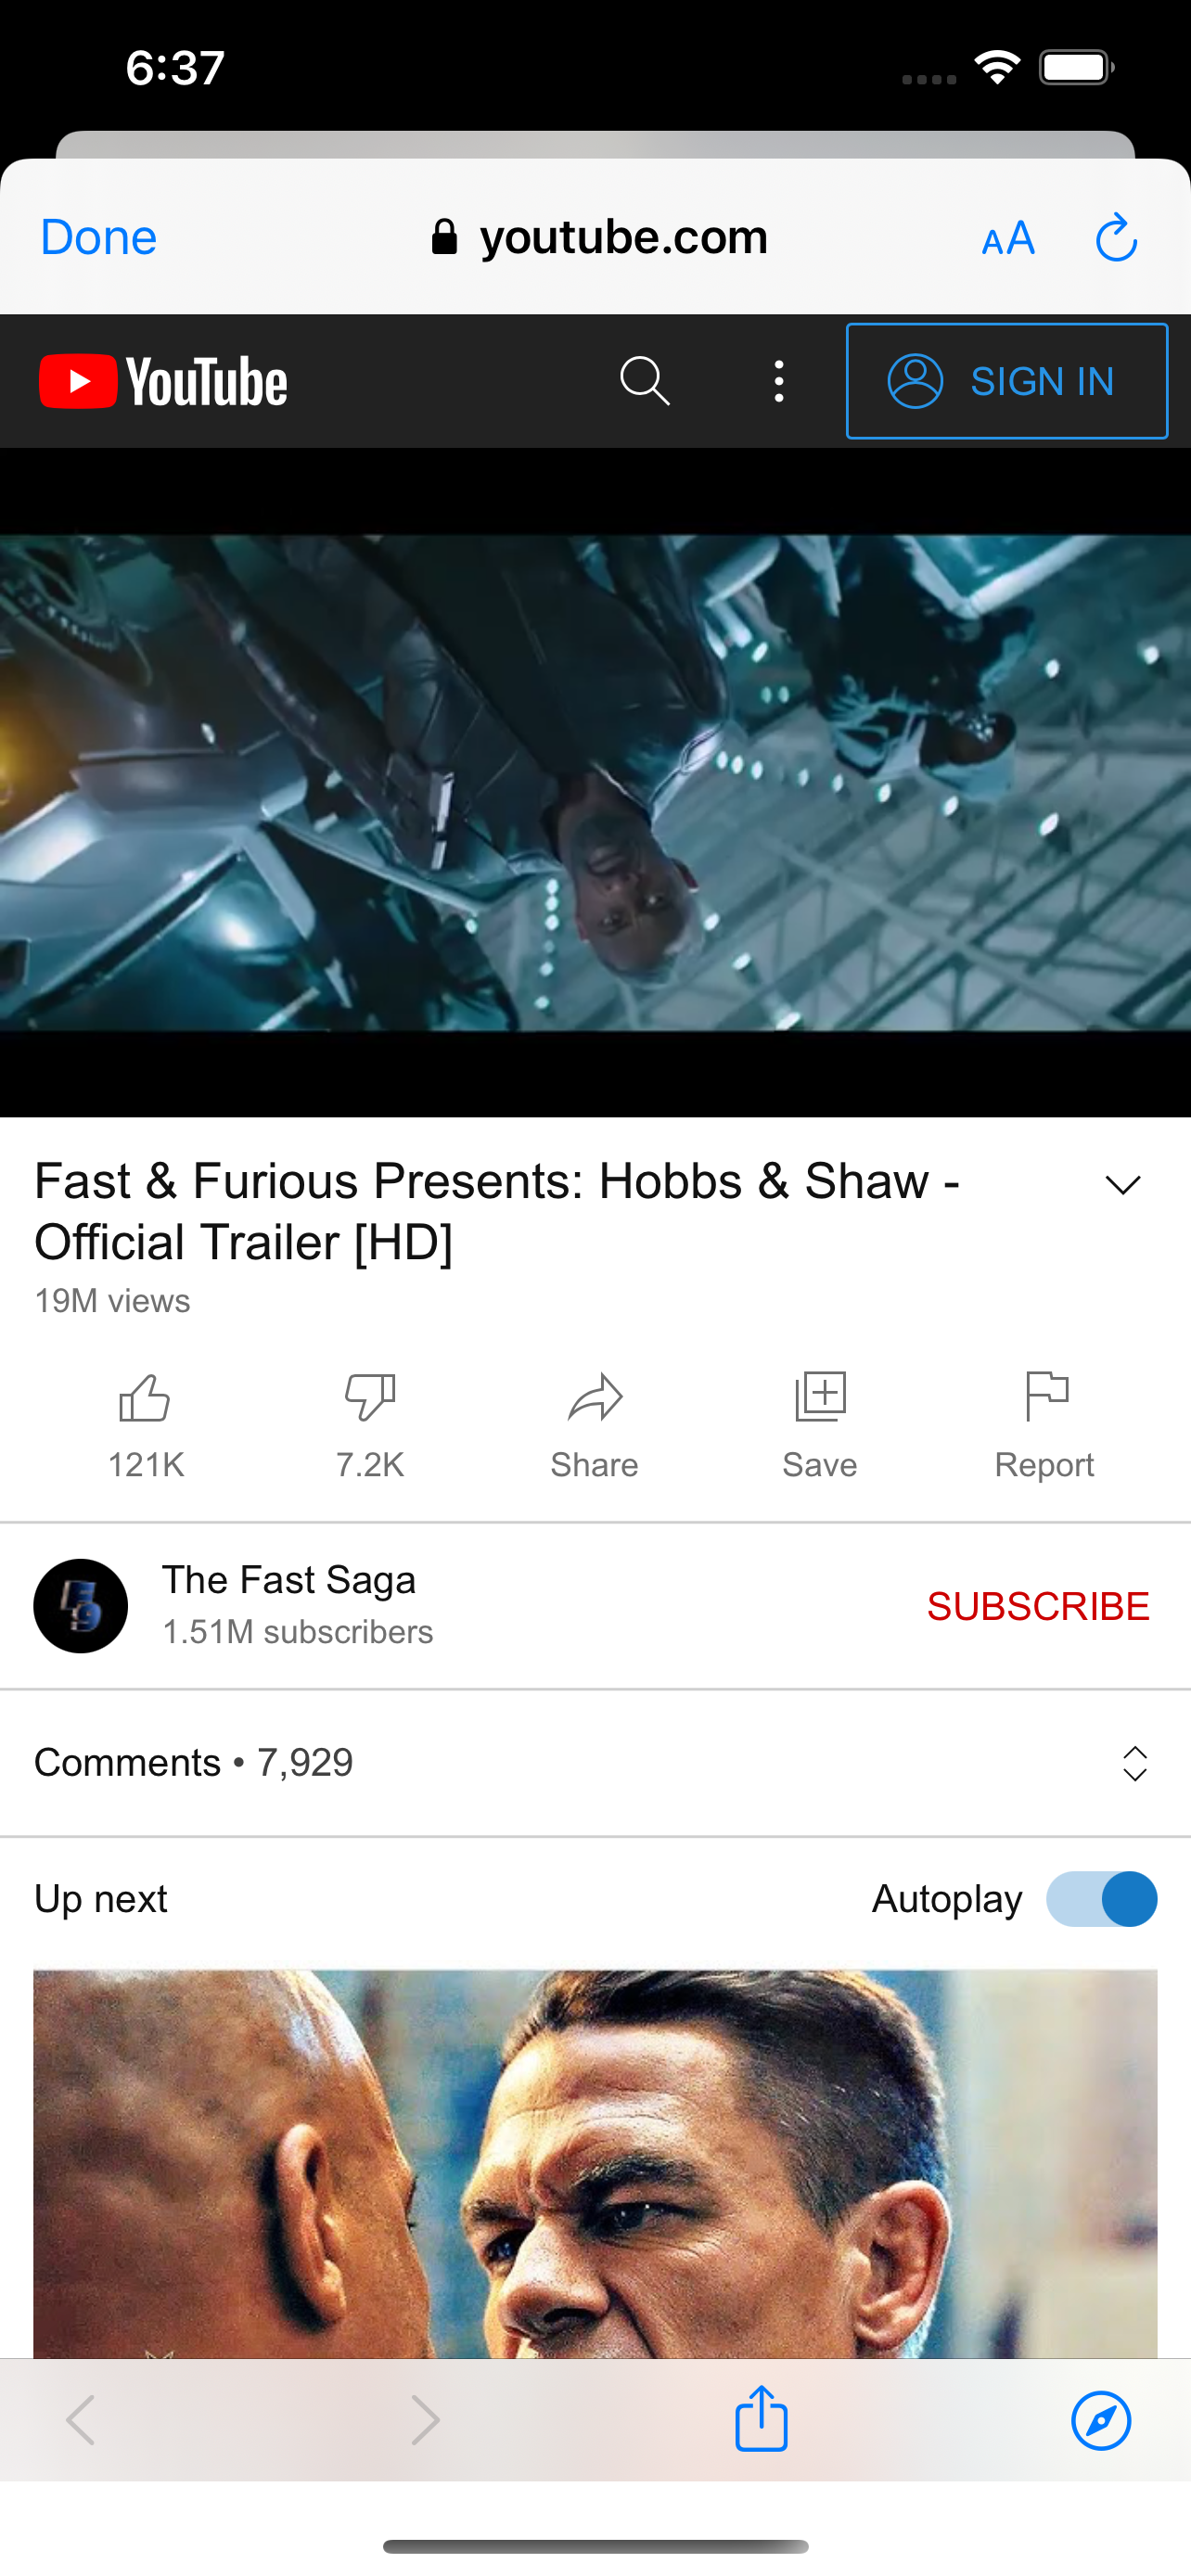 6:37
Done
youtube.com
AA
YouTube
SIGN IN
Fast & Furious Presents: Hobbs & Shaw -
Official Trailer [HD]
19M views
121K
7.2K
Share
Save
Report
The Fast Saga
1.51M subscribers
SUBSCRIBE
Comments • 7,929
Up next
Autoplay